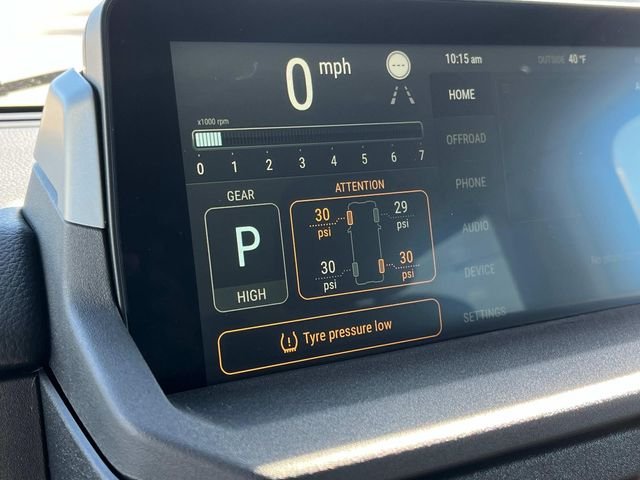 0 mph
---
10:15 am
OUTSIDE 40 °F
x1000 rpm
0 1 2 3 4 5 6 7
HOME
OFFROAD
PHONE
AUDIO
DEVICE
SETTINGS
GEAR
P
HIGH
ATTENTION
30 psi
29 psi
30 psi
30 psi
Tyre pressure low